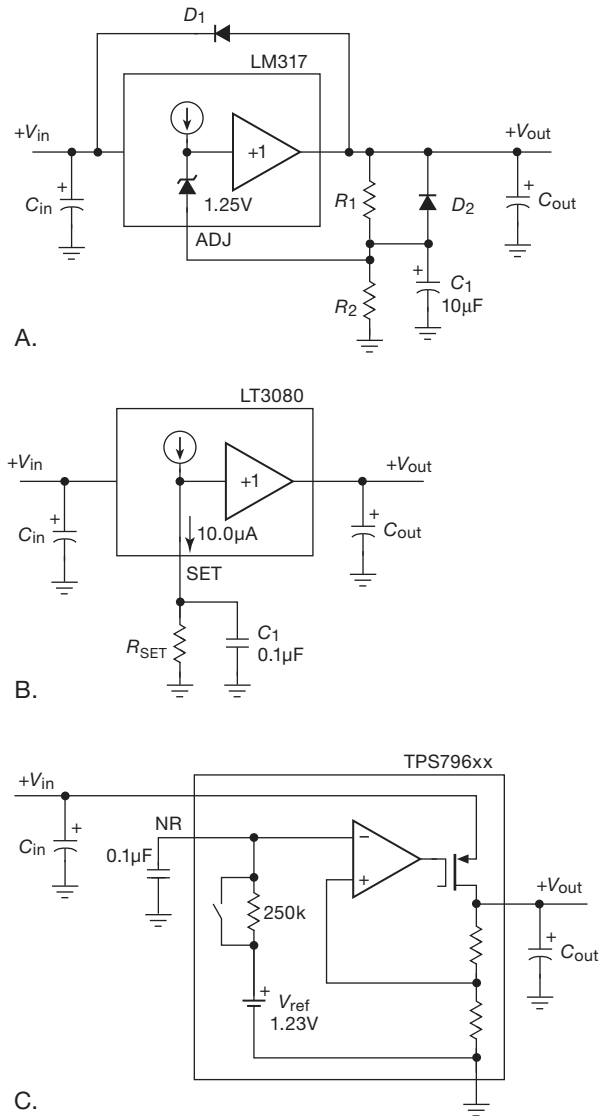 D1
LM317
+Vin
+Vout
+1
Cin
1.25V
R1
D2
Cout
ADJ
C1
10μF
R2
A.
LT3080
+Vin
+Vout
+1
Cin
10.0μA
Cout
SET
RSET
C1
0.1μF
B.
TPS796xx
+Vin
NR
Cin
0.1μF
250k
+Vout
Vref
1.23V
Cout
C.